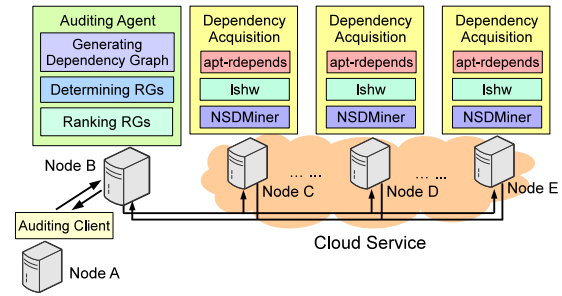 Auditing Agent
Generating
Dependency Graph
Determining RGs
Ranking RGs
Dependency
Acquisition
apt-rdepends
lshw
NSDMiner
Dependency
Acquisition
apt-rdepends
lshw
NSDMiner
Dependency
Acquisition
apt-rdepends
lshw
NSDMiner
Node B
Node C
... ...
Node D
... ...
Node E
Auditing Client
Cloud Service
Node A